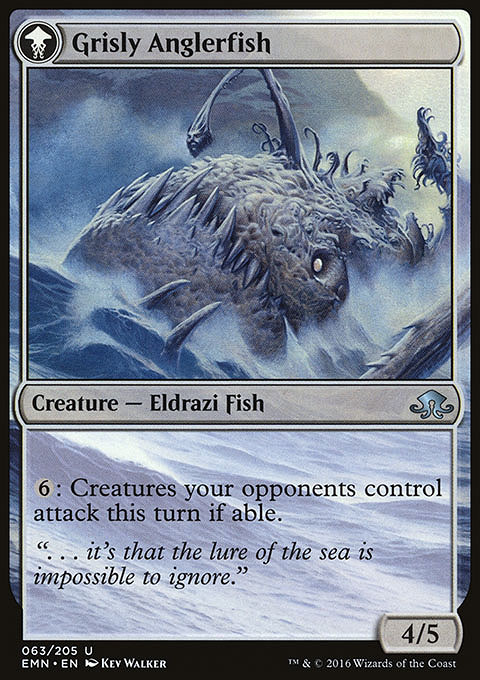 Grisly Anglerfish
Creature — Eldrazi Fish
6: Creatures your opponents control
attack this turn if able.
“. . . it’s that the lure of the sea is
impossible to ignore.”
4/5
063/205 U
EMN • EN Kev Walker
™ & © 2016 Wizards of the Coast